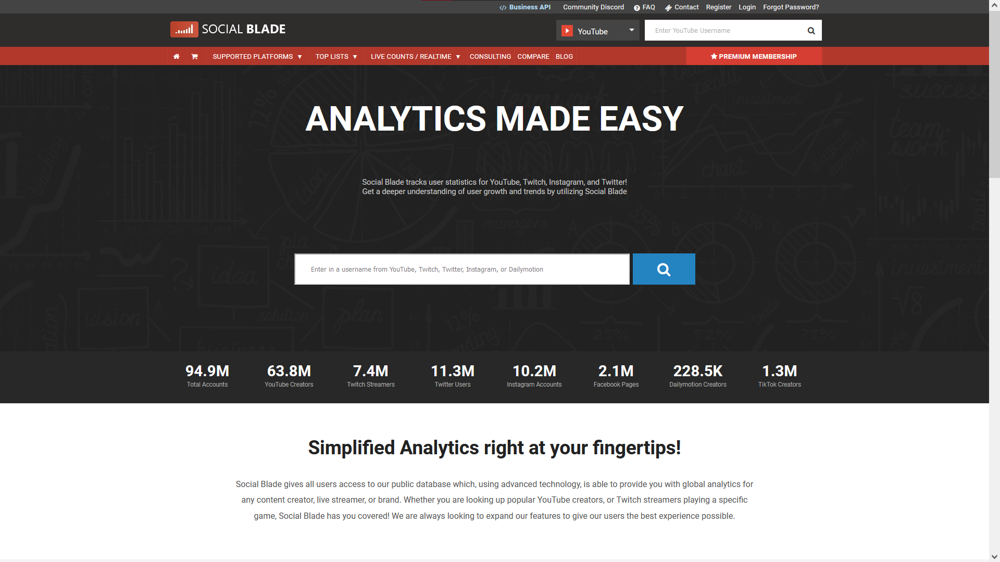 Business API Community Discord FAQ Contact Register Login Forgot Password?
SOCIAL BLADE YouTube Enter YouTube Username
SUPPORTED PLATFORMS ▼ TOP LISTS ▼ LIVE COUNTS / REALTIME ▼ CONSULTING COMPARE BLOG PREMIUM MEMBERSHIP
ANALYTICS MADE EASY
Social Blade tracks user statistics for YouTube, Twitch, Instagram, and Twitter!
Get a deeper understanding of user growth and trends by utilizing Social Blade
Enter in a username from YouTube, Twitch, Twitter, Instagram, or Dailymotion
94.9M 63.8M 7.4M 11.3M 10.2M 2.1M 228.5K 1.3M
Total Accounts YouTube Creators Twitch Streamers Twitter Users Instagram Accounts Facebook Pages Dailymotion Creators TikTok Creators
Simplified Analytics right at your fingertips!
Social Blade gives all users access to our public database which, using advanced technology, is able to provide you with global analytics for
any content creator, live streamer, or brand. Whether you are looking up popular YouTube creators, or Twitch streamers playing a specific
game, Social Blade has you covered! We are always looking to expand our features to give our users the best experience possible.